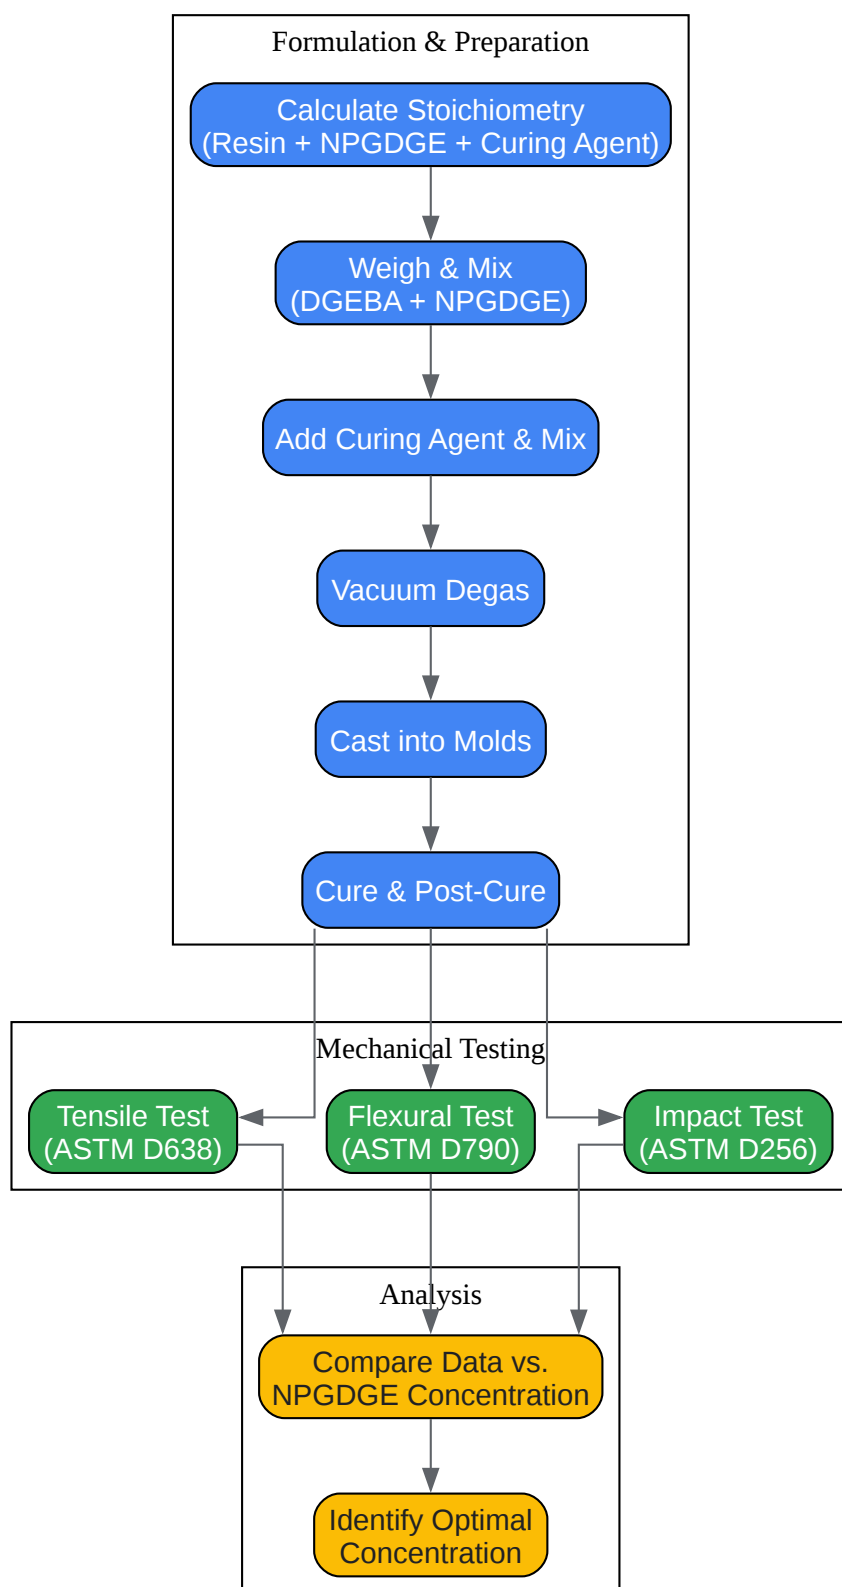 Formulation & Preparation
Calculate Stoichiometry
(Resin + NPGDGE + Curing Agent)
Weigh & Mix
(DGEBA + NPGDGE)
Add Curing Agent & Mix
Vacuum Degas
Cast into Molds
Cure & Post-Cure
Mechanical Testing
Tensile Test
(ASTM D638)
Flexural Test
(ASTM D790)
Impact Test
(ASTM D256)
Analysis
Compare Data vs.
NPGDGE Concentration
Identify Optimal
Concentration